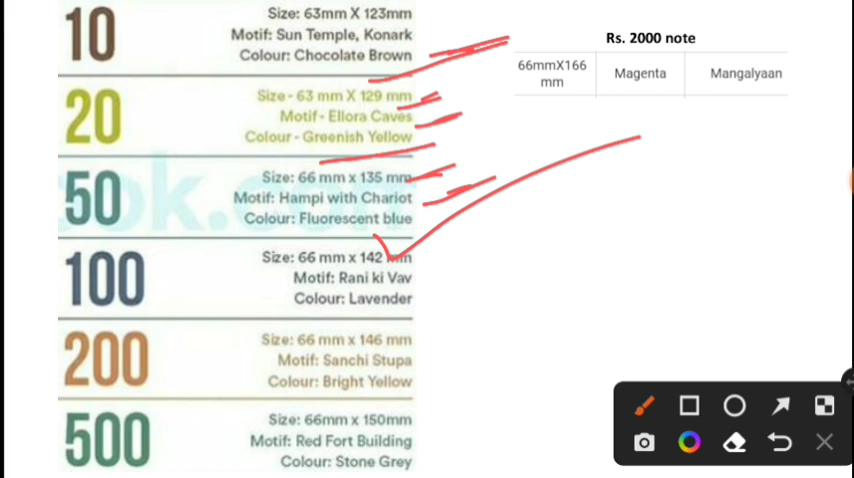 10
Size: 63mm X 123mm
Motif: Sun Temple, Konark
Colour: Chocolate Brown
20
Size - 63 mm X 129 mm
Motif - Ellora Caves
Colour - Greenish Yellow
50
Size: 66 mm x 135 mm
Motif: Hampi with Chariot
Colour: Fluorescent blue
100
Size: 66 mm x 142 mm
Motif: Rani ki Vav
Colour: Lavender
200
Size: 66 mm x 146 mm
Motif: Sanchi Stupa
Colour: Bright Yellow
500
Size: 66mm x 150mm
Motif: Red Fort Building
Colour: Stone Grey
Rs. 2000 note
66mmX166
mm
Magenta
Mangalyaan